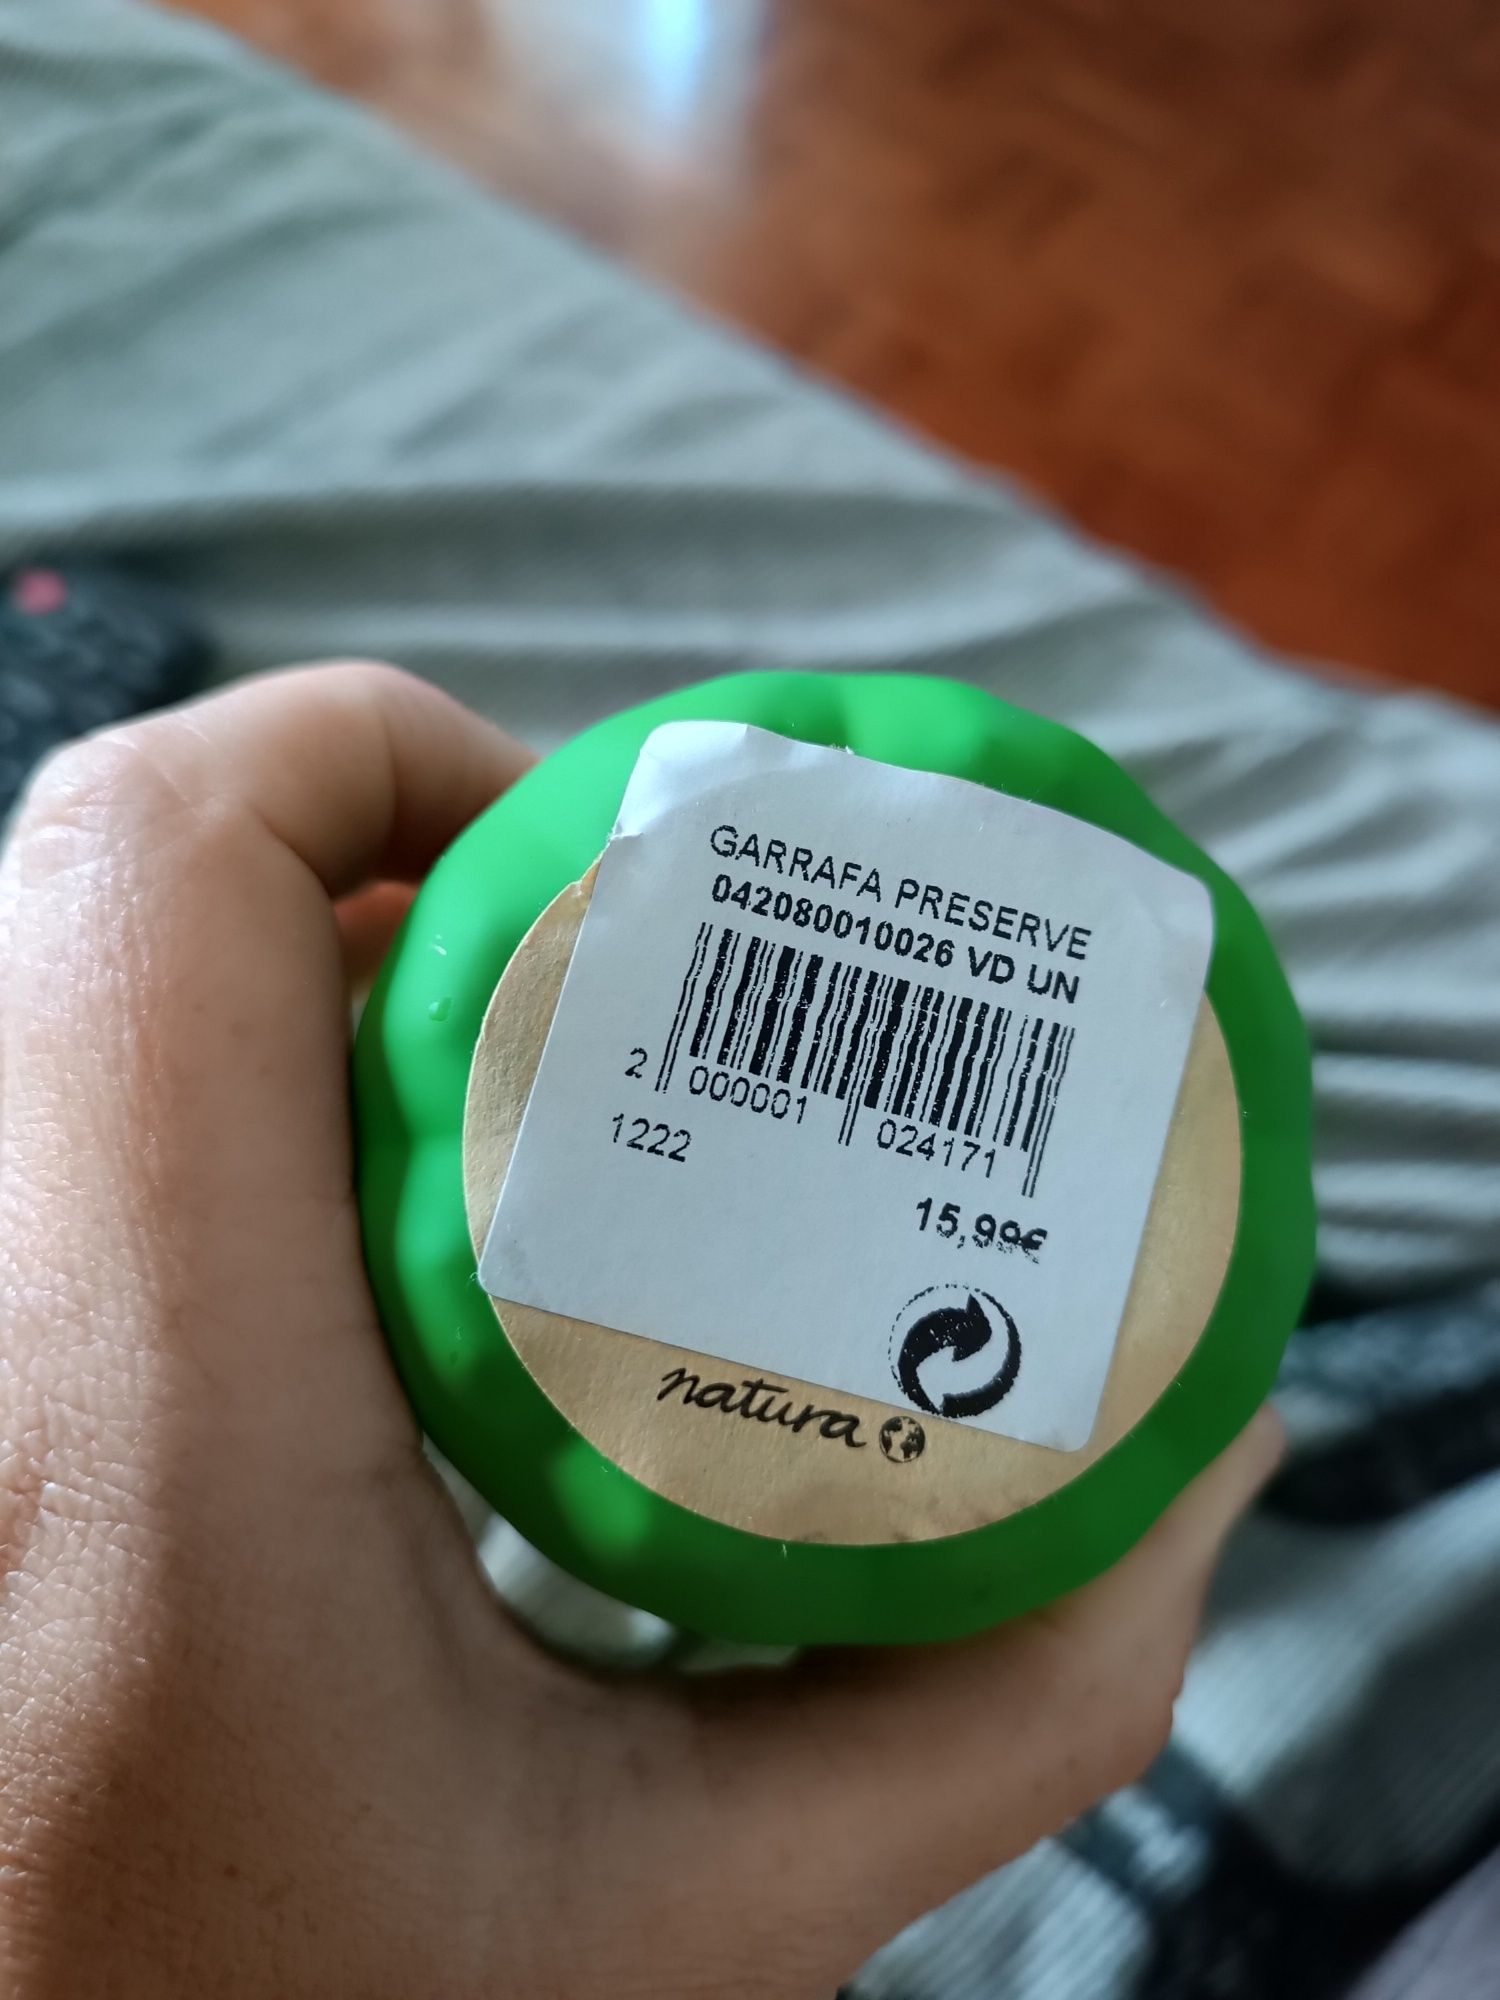 GARRAFA PRESERVE
042080010026 VD UN
2 000001 024171
1222
15,99€
natura